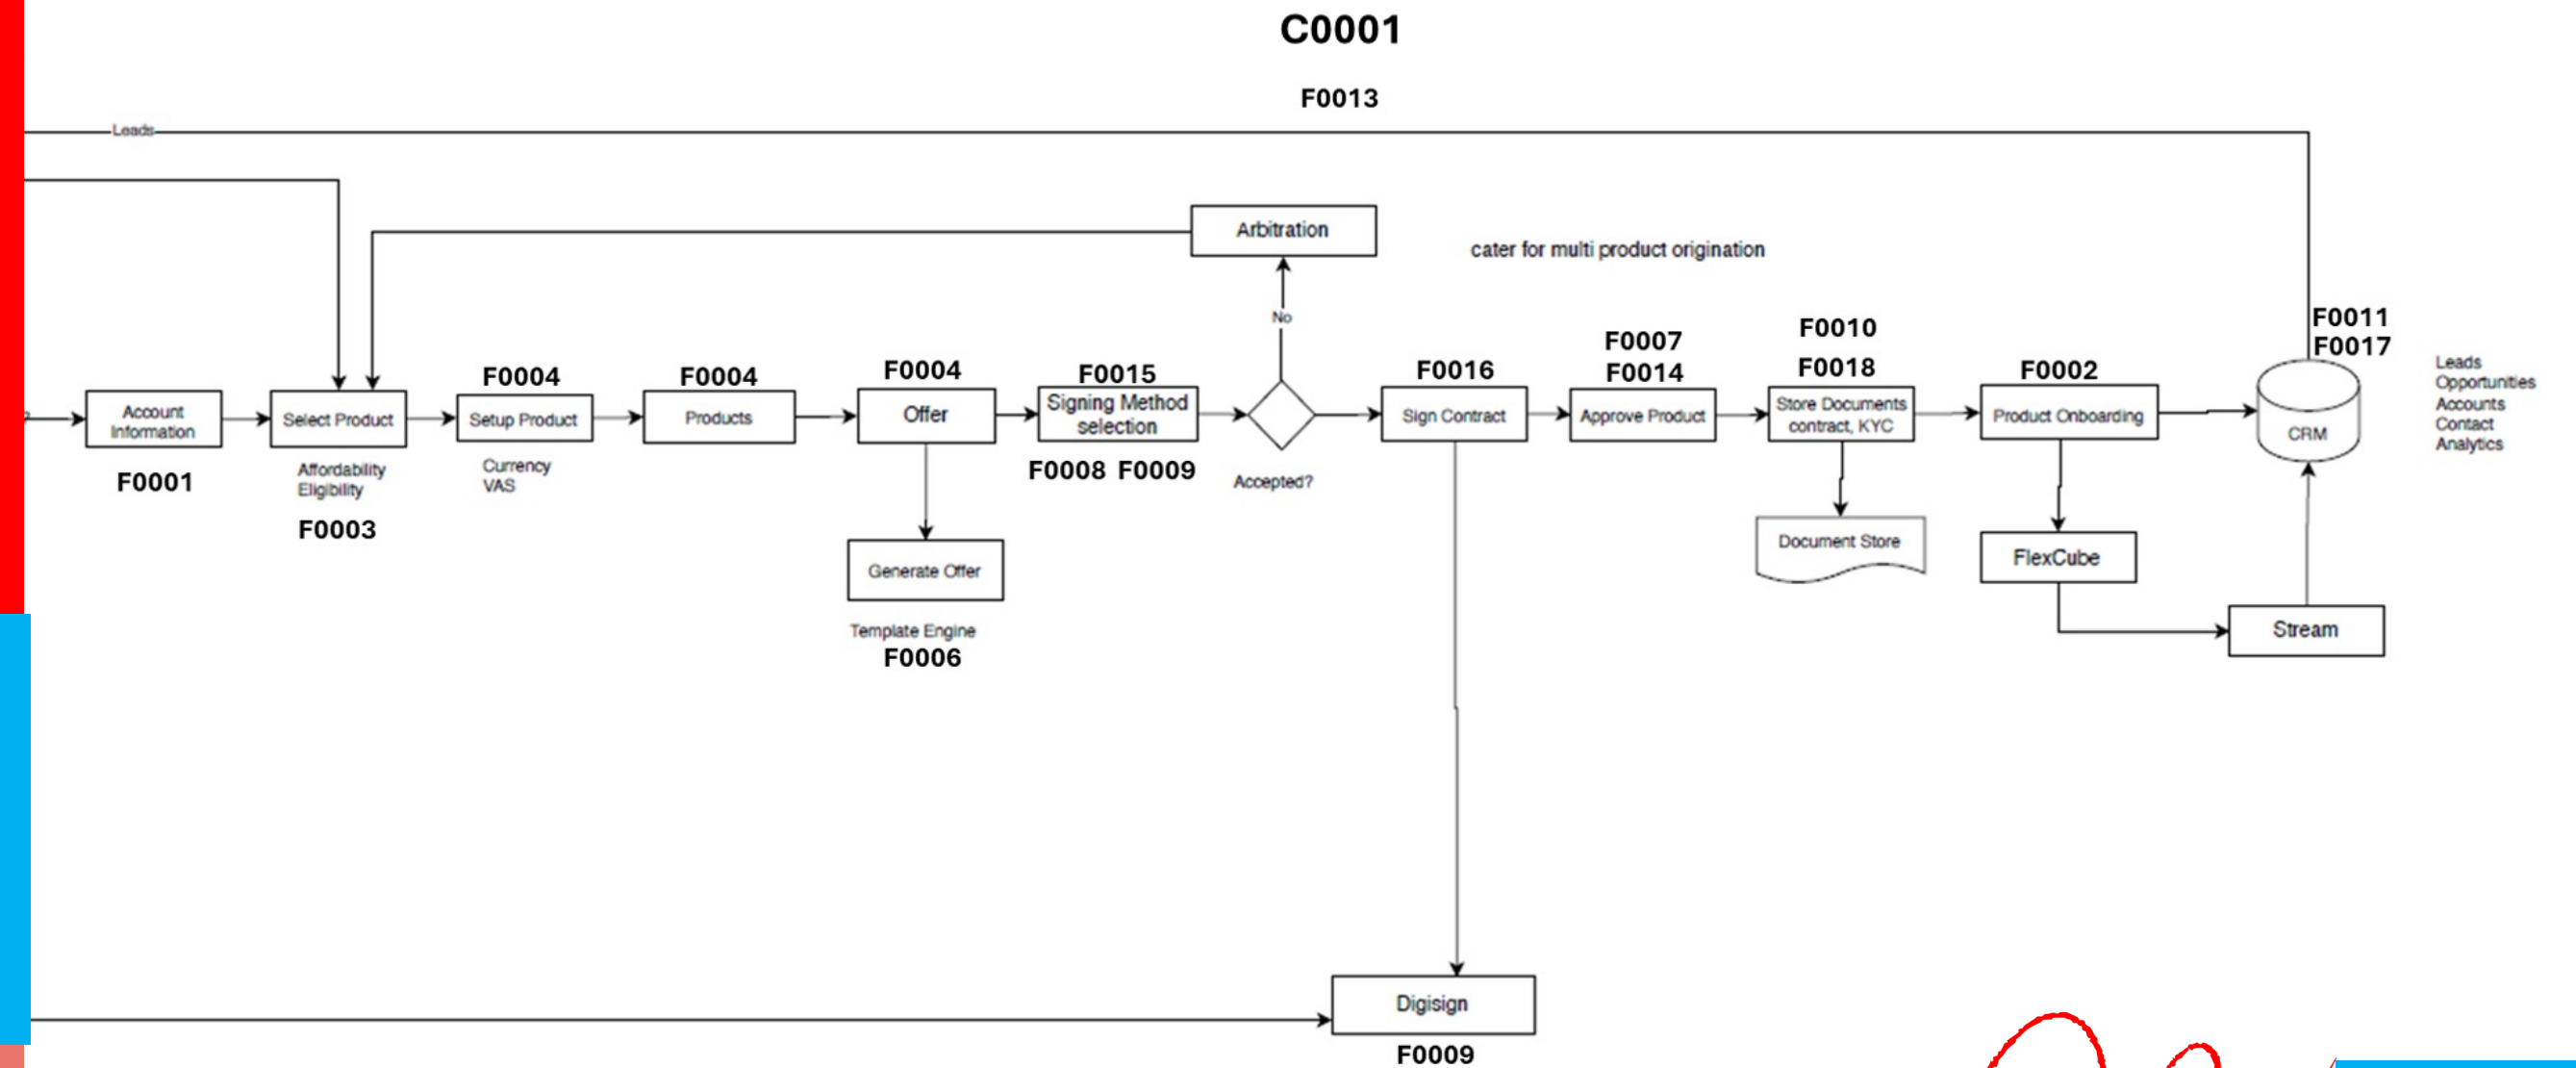 C0001
F0013
Leads
Arbitration
cater for multi product origination
No
F0004
F0004
F0004
F0015
F0016
F0007
F0014
F0010
F0018
F0002
F0011
F0017
?
Account
Information
Select Product
Setup Product
Products
Offer
Signing Method
selection
Sign Contract
Approve Product
Store Documents
contract, KYC
Product Onboarding
CRM
Leads
Opportunities
Accounts
Contact
Analytics
F0001
Affordability
Eligibility
F0003
Currency
VAS
F0008 F0009
Accepted?
Document Store
FlexCube
Generate Offer
Template Engine
F0006
Stream
Digisign
F0009